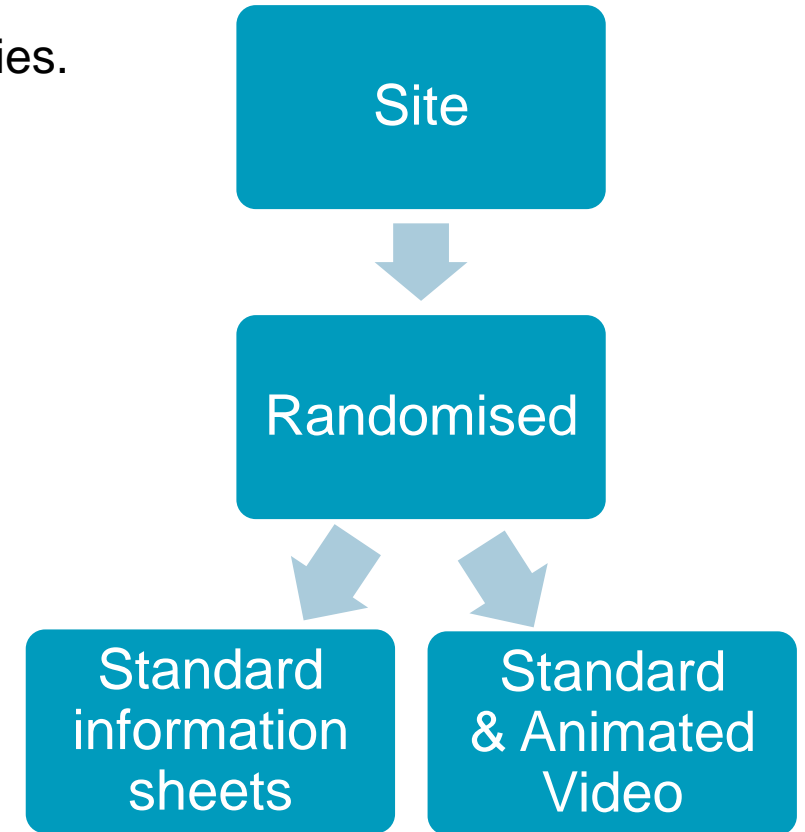 ies.
Site
Randomised
Standard
information
sheets
Standard
& Animated
Video